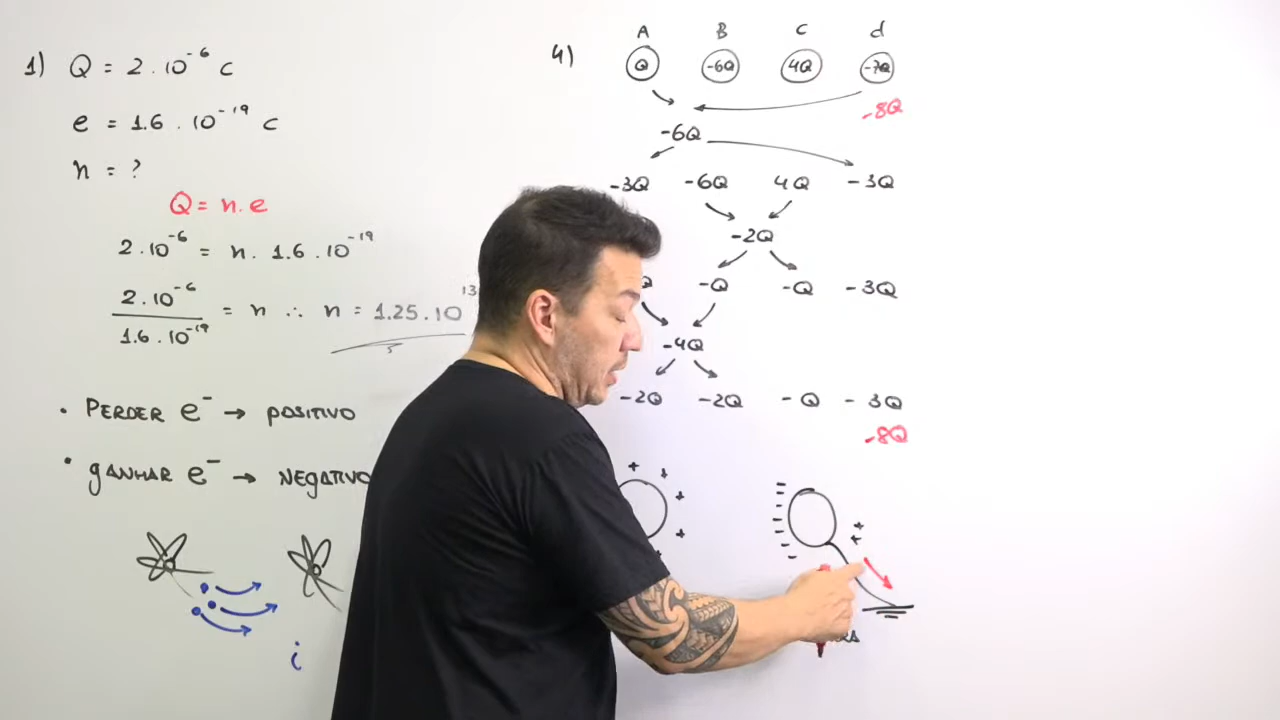 1) Q = 2 . 10⁻⁶ C
e = 1.6 . 10⁻¹⁹ C
n = ?
Q = n . e
2 . 10⁻⁶ = n . 1.6 . 10⁻¹⁹
2 . 10⁻⁶ / 1.6 . 10⁻¹⁹ = n ∴ n = 1.25 . 10¹³
• PERDER e⁻ → POSITIVO
• GANHAR e⁻ → NEGATIVO
i
4) A B C d
Q -6Q 4Q -7Q
-8Q
-6Q
-3Q -6Q 4Q -3Q
-2Q
-Q -Q -3Q
-4Q
-2Q -2Q -Q -3Q
-8Q